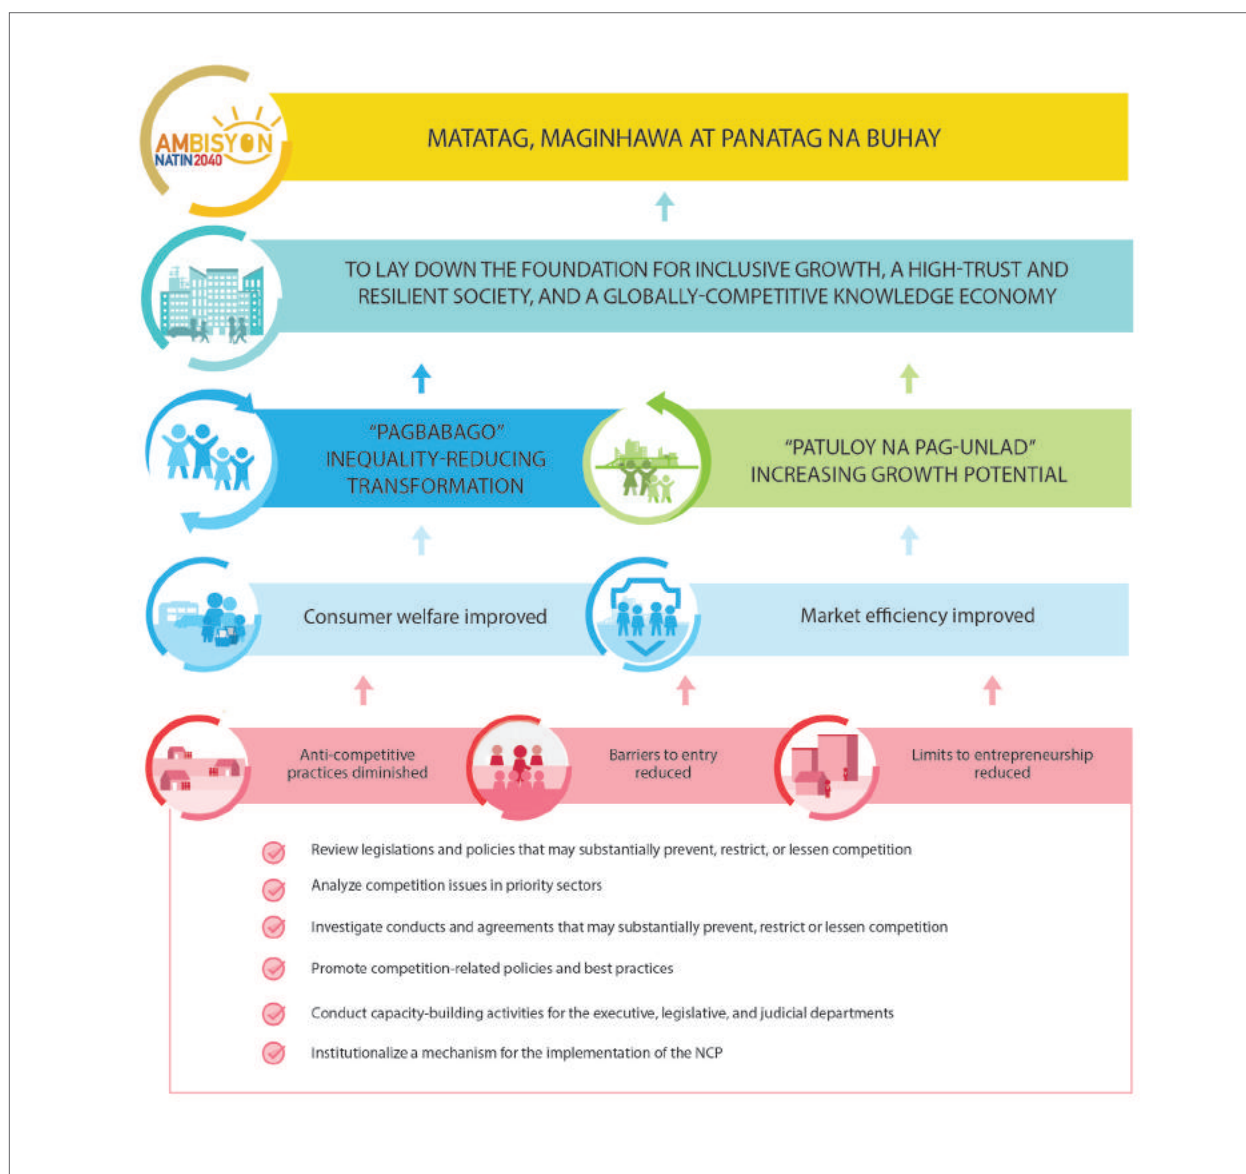 AMBISYON
NATIN2040
MATATAG, MAGINHAWA AT PANATAG NA BUHAY
TO LAY DOWN THE FOUNDATION FOR INCLUSIVE GROWTH, A HIGH-TRUST AND
RESILIENT SOCIETY, AND A GLOBALLY-COMPETITIVE KNOWLEDGE ECONOMY
“PAGBABAGO”
INEQUALITY-REDUCING
TRANSFORMATION
“PATULOY NA PAG-UNLAD”
INCREASING GROWTH POTENTIAL
Consumer welfare improved
Market efficiency improved
Anti-competitive
practices diminished
Barriers to entry
reduced
Limits to entrepreneurship
reduced
Review legislations and policies that may substantially prevent, restrict, or lessen competition
Analyze competition issues in priority sectors
Investigate conducts and agreements that may substantially prevent, restrict or lessen competition
Promote competition-related policies and best practices
Conduct capacity-building activities for the executive, legislative, and judicial departments
Institutionalize a mechanism for the implementation of the NCP